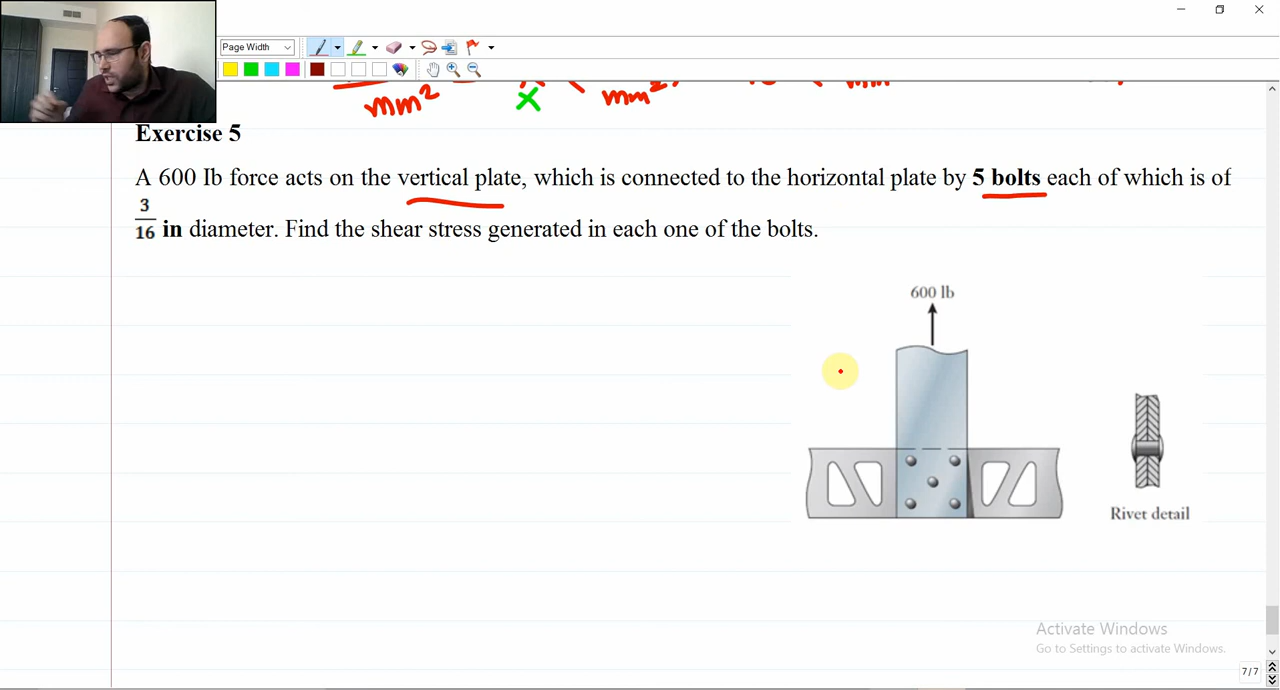 Page Width
mm²
x
mm²,
Exercise 5
A 600 Ib force acts on the vertical plate, which is connected to the horizontal plate by 5 bolts each of which is of
3/16 in diameter. Find the shear stress generated in each one of the bolts.
600 lb
Rivet detail
Activate Windows
Go to Settings to activate Windows.
7/7